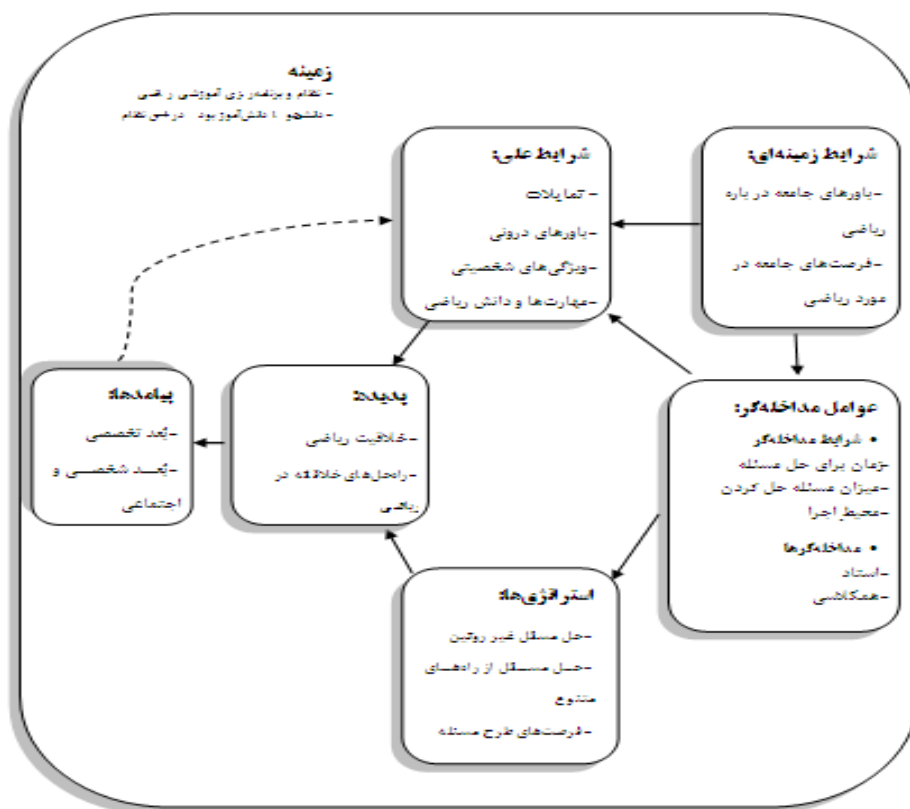 زمینه
- نظام و برنامه‌ریزی آموزشی ریاضی
-دانشجو یا دانش‌آموز بودن در این نظام
شرایط زمینه‌ای:
-باورهای جامعه در باره
ریاضی
-فرصت‌های جامعه در
مورد ریاضی
شرایط علی:
-تمایلات
-باورهای درونی
-ویژگی‌های شخصیتی
-مهارت‌ها و دانش ریاضی
عوامل مداخله‌گر:
• شرایط مداخله‌گر
-زمان برای حل مسئله
-میزان مسئله حل کردن
-محیط اجرا
• مداخله‌گرها
-استاد
-همکلاسی
پدیده:
-خلاقیت ریاضی
-راه‌حل‌های خلاقانه در
ریاضی
پیامدها:
-بُعد تخصصی
-بُعد شخصی و
اجتماعی
استراتژی‌ها:
-حل مسائل غیر روتین
-حل مسائل از راه‌های
متنوع
-فرصت‌های طرح مسئله